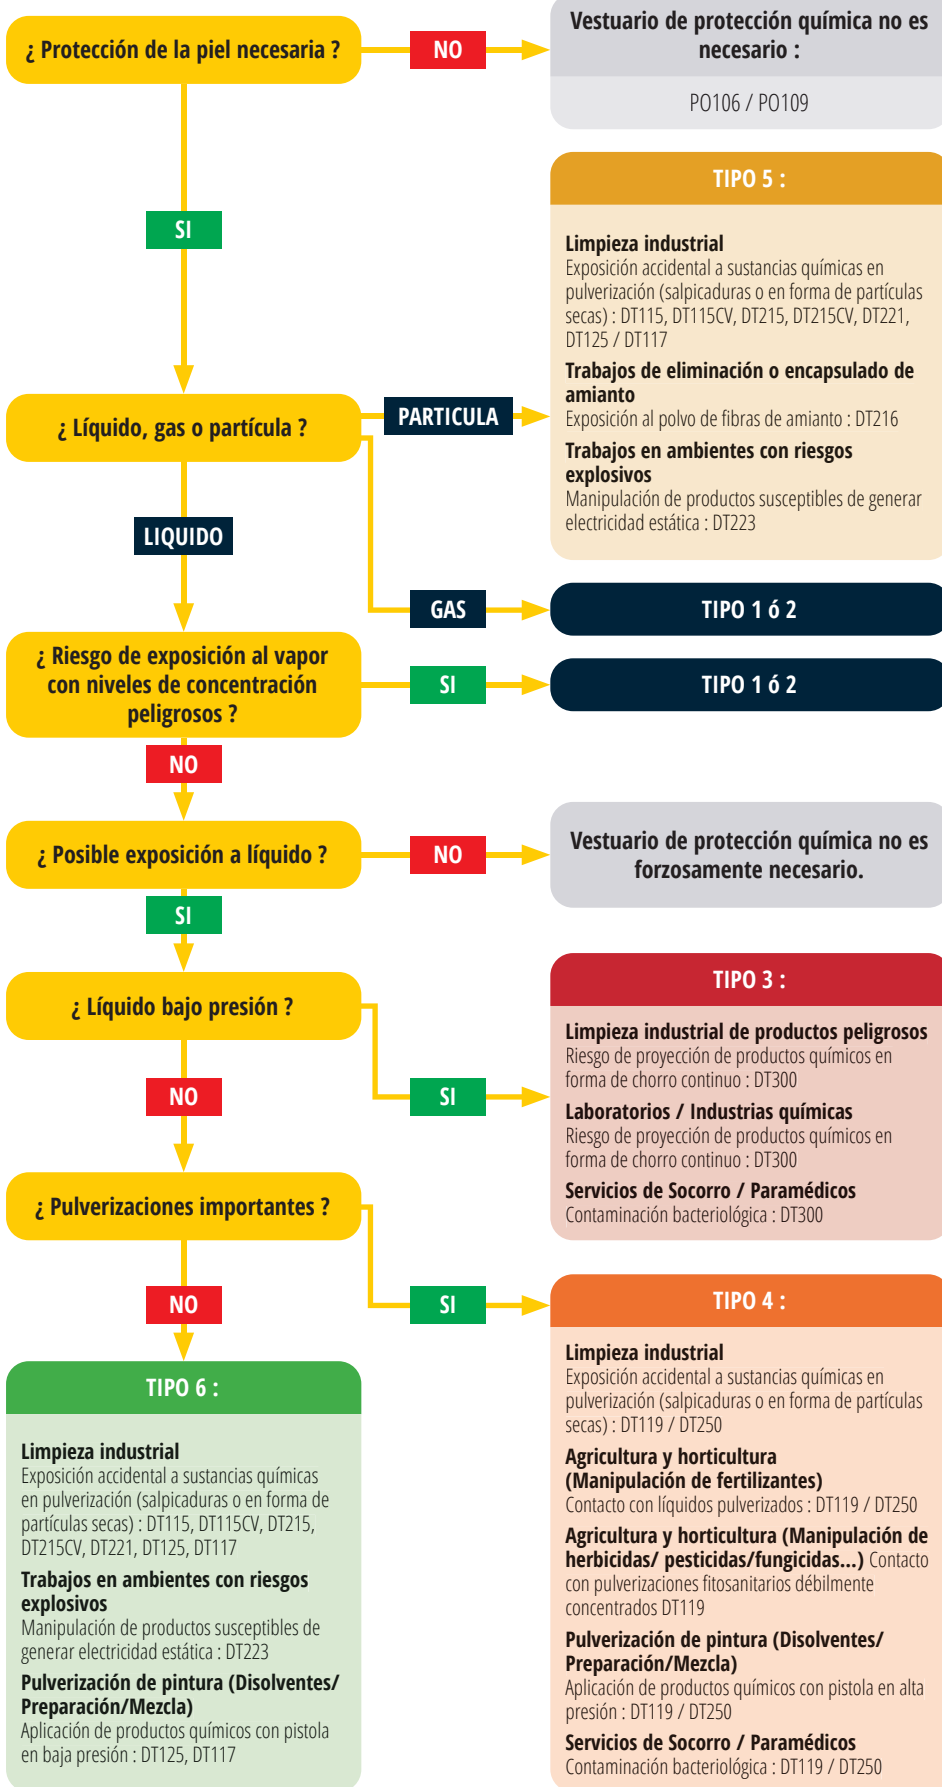 ¿ Protección de la piel necesaria ?
NO
Vestuario de protección química no es
necesario :
PO106 / PO109
SI
TIPO 5 :
Limpieza industrial
Exposición accidental a sustancias químicas en
pulverización (salpicaduras o en forma de partículas
secas) : DT115, DT115CV, DT215, DT215CV, DT221,
DT125 / DT117
Trabajos de eliminación o encapsulado de
amianto
Exposición al polvo de fibras de amianto : DT216
Trabajos en ambientes con riesgos
explosivos
Manipulación de productos susceptibles de generar
electricidad estática : DT223
¿ Líquido, gas o partícula ?
PARTICULA
LIQUIDO
GAS
TIPO 1 ó 2
¿ Riesgo de exposición al vapor
con niveles de concentración
peligrosos ?
SI
TIPO 1 ó 2
NO
¿ Posible exposición a líquido ?
NO
Vestuario de protección química no es
forzosamente necesario.
SI
¿ Líquido bajo presión ?
NO
SI
TIPO 3 :
Limpieza industrial de productos peligrosos
Riesgo de proyección de productos químicos en
forma de chorro continuo : DT300
Laboratorios / Industrias químicas
Riesgo de proyección de productos químicos en
forma de chorro continuo : DT300
Servicios de Socorro / Paramédicos
Contaminación bacteriológica : DT300
¿ Pulverizaciones importantes ?
NO
SI
TIPO 4 :
Limpieza industrial
Exposición accidental a sustancias químicas en
pulverización (salpicaduras o en forma de partículas
secas) : DT119 / DT250
Agricultura y horticultura
(Manipulación de fertilizantes)
Contacto con líquidos pulverizados : DT119 / DT250
Agricultura y horticultura (Manipulación de
herbicidas/ pesticidas/fungicidas...) Contacto
con pulverizaciones fitosanitarios débilmente
concentrados DT119
Pulverización de pintura (Disolventes/
Preparación/Mezcla)
Aplicación de productos químicos con pistola en alta
presión : DT119 / DT250
Servicios de Socorro / Paramédicos
Contaminación bacteriológica : DT119 / DT250
TIPO 6 :
Limpieza industrial
Exposición accidental a sustancias químicas
en pulverización (salpicaduras o en forma de
partículas secas) : DT115, DT115CV, DT215,
DT215CV, DT221, DT125, DT117
Trabajos en ambientes con riesgos
explosivos
Manipulación de productos susceptibles de
generar electricidad estática : DT223
Pulverización de pintura (Disolventes/
Preparación/Mezcla)
Aplicación de productos químicos con pistola
en baja presión : DT125, DT117